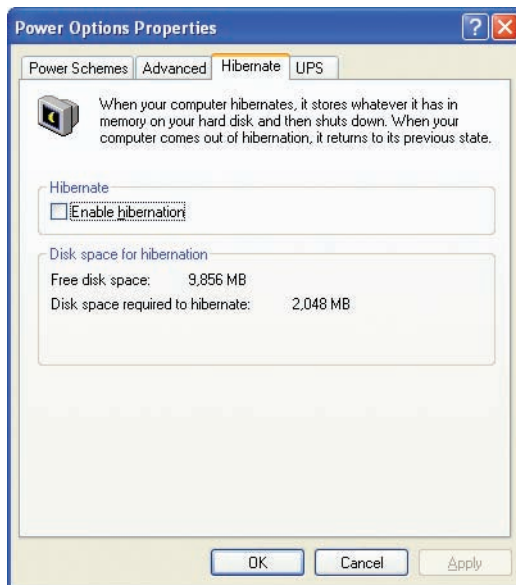 Power Options Properties
?
Power Schemes Advanced Hibernate UPS
When your computer hibernates, it stores whatever it has in
memory on your hard disk and then shuts down. When your
computer comes out of hibernation, it returns to its previous state.
Hibernate
Enable hibernation
Disk space for hibernation
Free disk space: 9,856 MB
Disk space required to hibernate: 2,048 MB
OK Cancel Apply